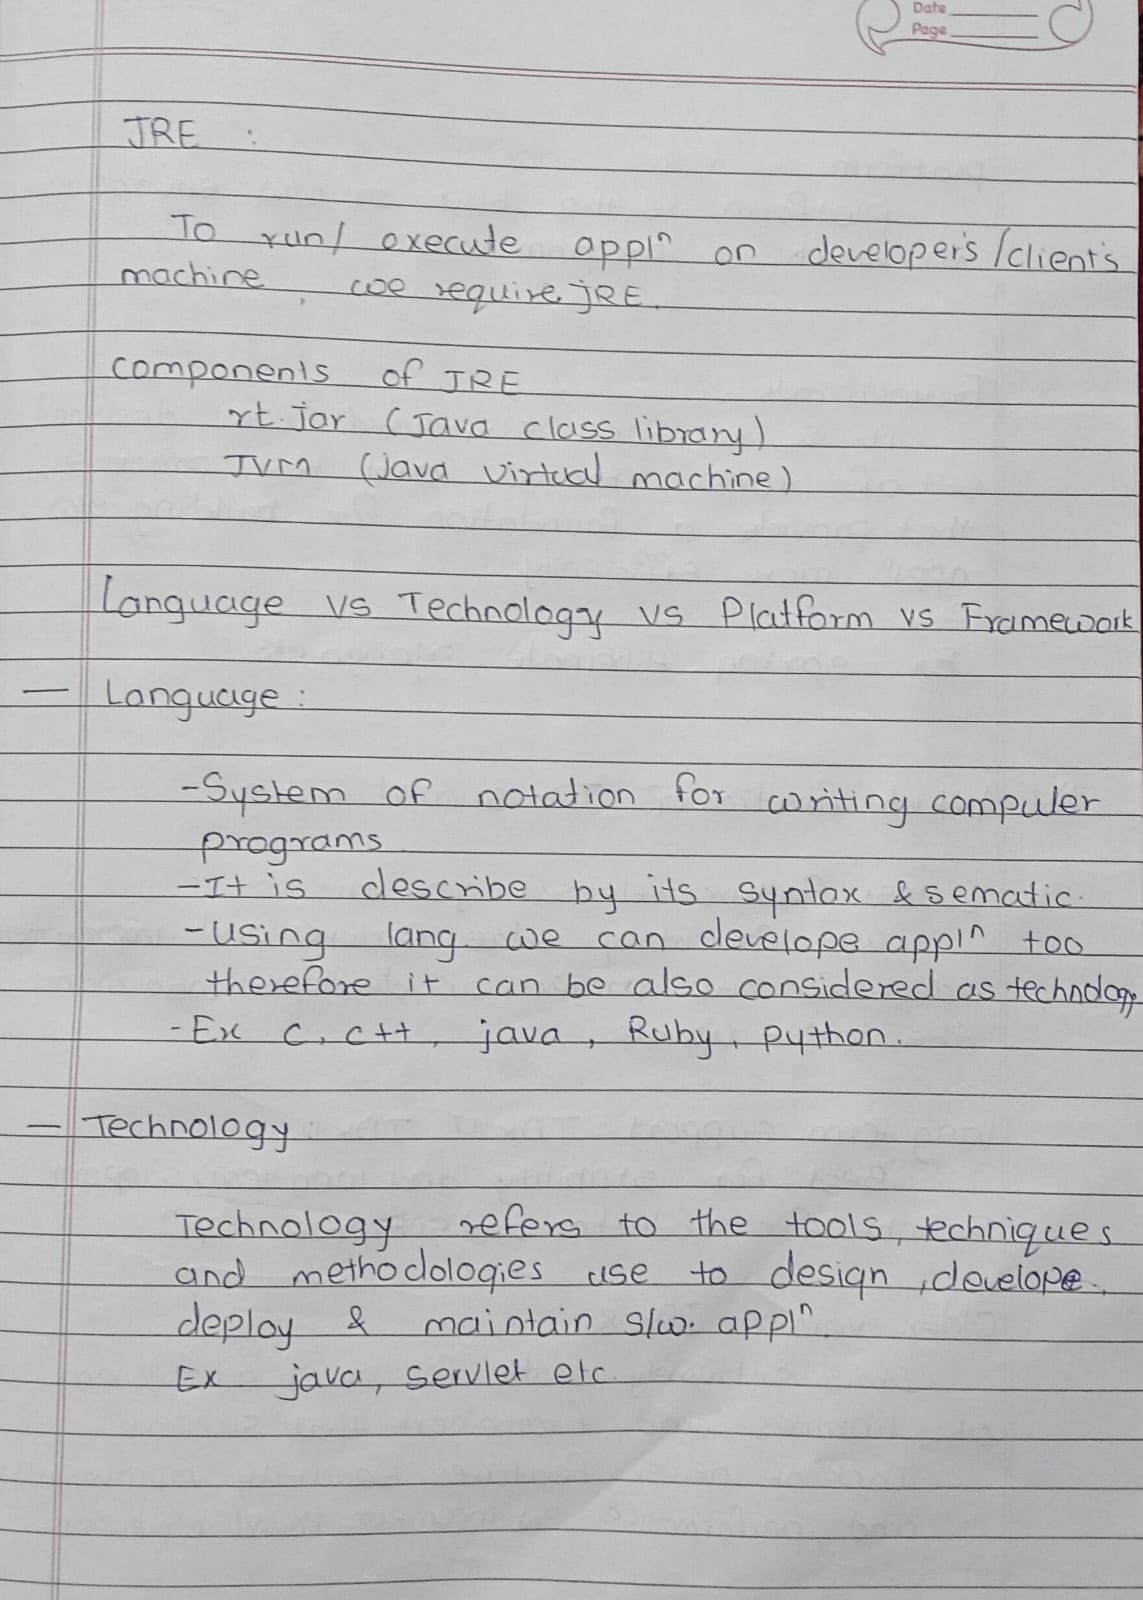 Date
Page
JRE :
To run/ execute appl^n on developer's /client's
machine we require jRE.
components of JRE
rt.jar (Java class library)
JVM (Java virtual machine)
Language vs Technology vs Platform vs Framework
— Language :
-System of notation for writing computer
programs
-It is describe by its syntax & sematic.
-Using lang we can develope appl^n too
therefore it can be also considered as technology
-Ex C, C++, java, Ruby, python.
— Technology
Technology refers to the tools, techniques
and methodologies use to design, develope,
deploy & maintain s/w. appl^n.
Ex java, servlet etc.